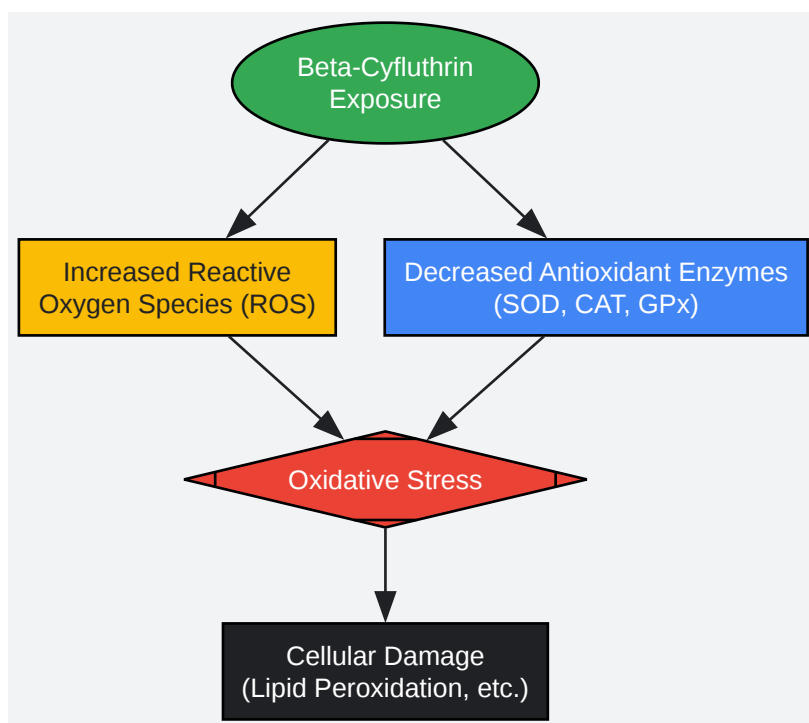 Beta-Cyfluthrin
Exposure
Increased Reactive
Oxygen Species (ROS)
Decreased Antioxidant Enzymes
(SOD, CAT, GPx)
Oxidative Stress
Cellular Damage
(Lipid Peroxidation, etc.)